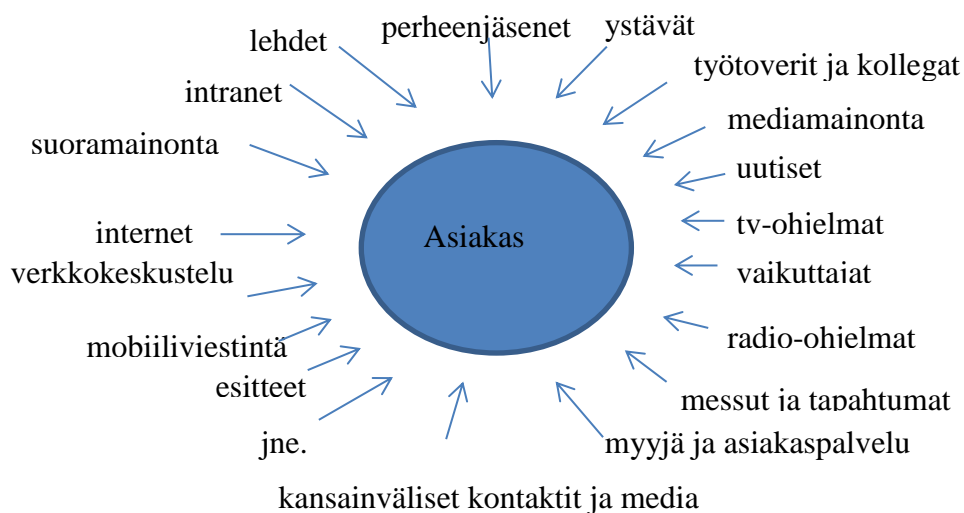 perheenjäsenet
ystävät
lehdet
työtoverit ja kollegat
intranet
mediamainonta
suoramainonta
uutiset
internet
Asiakas
tv-ohjelmat
verkkokeskustelu
vaikuttajat
mobiiliviestintä
radio-ohjelmat
esitteet
messut ja tapahtumat
jne.
myyjä ja asiakaspalvelu
kansainväliset kontaktit ja media